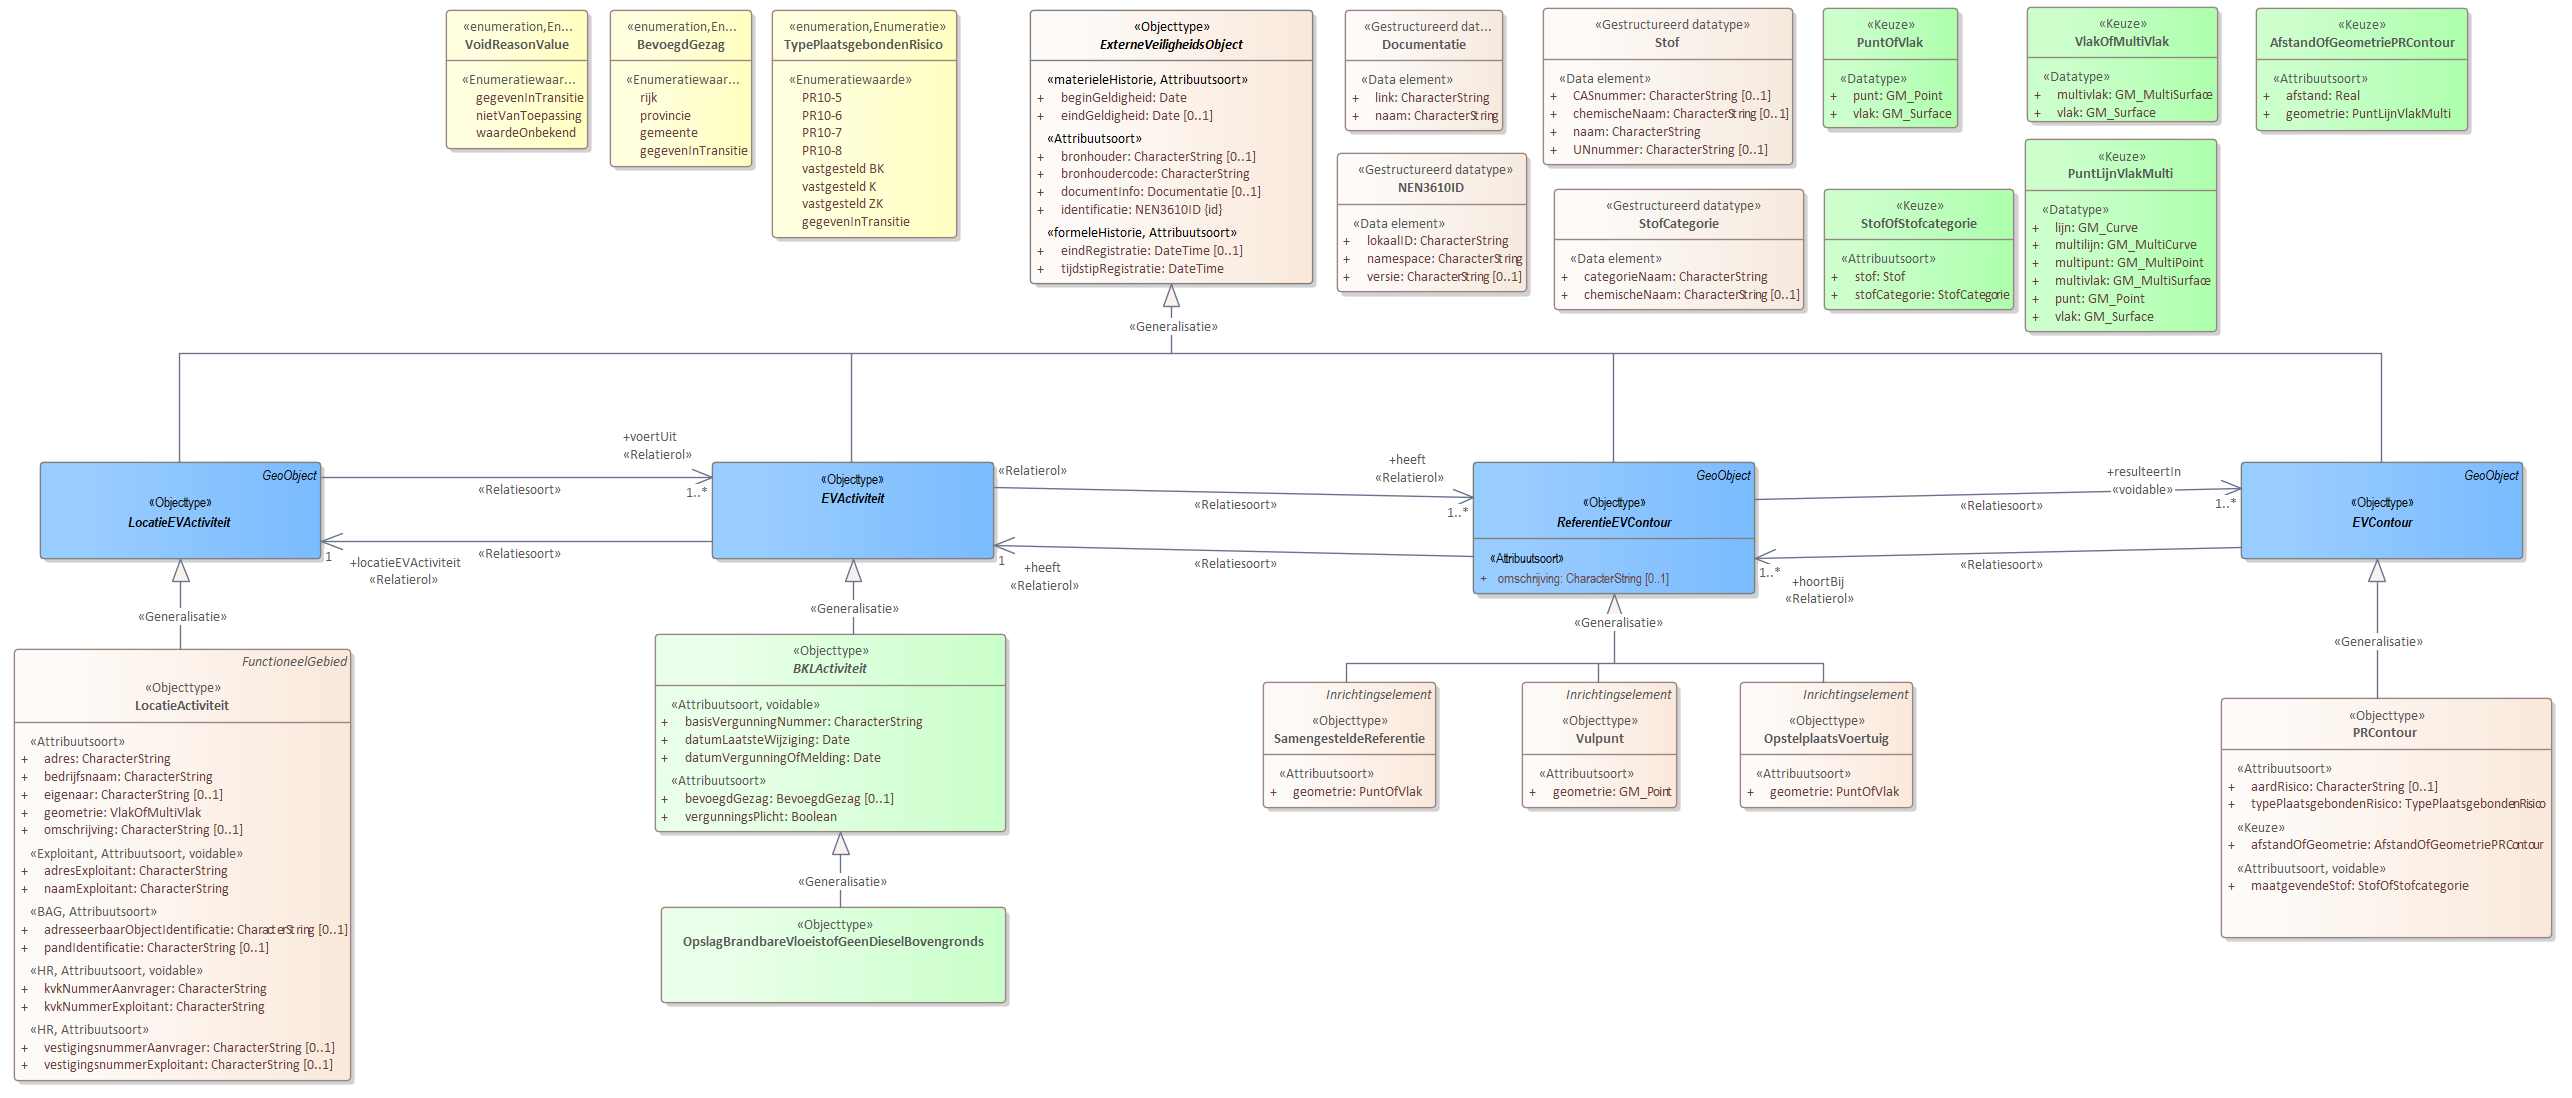 «enumeration,En...
VoidReasonValue
«Enumeratiewaar...
gegevenInTransitie
nietVanToepassing
waardeOnbekend
«enumeration,En...
BevoegdGezag
«Enumeratiewaar...
rijk
provincie
gemeente
gegevenInTransitie
«enumeration,Enumeratie»
TypePlaatsgebondenRisico
«Enumeratiewaarde»
PR10-5
PR10-6
PR10-7
PR10-8
vastgesteld BK
vastgesteld K
vastgesteld ZK
gegevenInTransitie
«Objecttype»
ExterneVeiligheidsObject
«materieleHistorie, Attribuutsoort»
+ beginGeldigheid: Date
+ eindGeldigheid: Date [0..1]
«Attribuutsoort»
+ bronhouder: CharacterString [0..1]
+ bronhoudercode: CharacterString
+ documentInfo: Documentatie [0..1]
+ identificatie: NEN3610ID {id}
«formeleHistorie, Attribuutsoort»
+ eindRegistratie: DateTime [0..1]
+ tijdstipRegistratie: DateTime
«Gestructureerd dat...
Documentatie
«Data element»
+ link: CharacterString
+ naam: CharacterString
«Gestructureerd datatype»
NEN3610ID
«Data element»
+ lokaalID: CharacterString
+ namespace: CharacterString
+ versie: CharacterString [0..1]
«Gestructureerd datatype»
Stof
«Data element»
+ CASnummer: CharacterString [0..1]
+ chemischeNaam: CharacterString [0..1]
+ naam: CharacterString
+ UNnummer: CharacterString [0..1]
«Gestructureerd datatype»
StofCategorie
«Data element»
+ categorieNaam: CharacterString
+ chemischeNaam: CharacterString [0..1]
«Keuze»
PuntOfVlak
«Datatype»
+ punt: GM_Point
+ vlak: GM_Surface
«Keuze»
StofOfStofcategorie
«Attribuutsoort»
+ stof: Stof
+ stofCategorie: StofCategorie
«Keuze»
VlakOfMultiVlak
«Datatype»
+ multivlak: GM_MultiSurface
+ vlak: GM_Surface
«Keuze»
PuntLijnVlakMulti
«Datatype»
+ lijn: GM_Curve
+ multilijn: GM_MultiCurve
+ multipunt: GM_MultiPoint
+ multivlak: GM_MultiSurface
+ punt: GM_Point
+ vlak: GM_Surface
«Keuze»
AfstandOfGeometriePRContour
«Attribuutsoort»
+ afstand: Real
+ geometrie: PuntLijnVlakMulti
«Generalisatie»
GeoObject
«Objecttype»
LocatieEVActiviteit
+voertUit
«Relatierol»
1..*
«Relatiesoort»
«Relatiesoort»
1
+locatieEVActiviteit
«Relatierol»
«Objecttype»
EVActiviteit
«Relatierol»
«Relatiesoort»
+heeft
«Relatierol»
1..*
«Relatiesoort»
1
+heeft
«Relatierol»
GeoObject
«Objecttype»
ReferentieEVContour
«Attribuutsoort»
+ omschrijving: CharacterString [0..1]
«Relatiesoort»
+resulteertIn
«voidable»
1..*
«Relatiesoort»
1..*
+hoortBij
«Relatierol»
GeoObject
«Objecttype»
EVContour
«Generalisatie»
«Generalisatie»
«Generalisatie»
«Generalisatie»
FunctioneelGebied
«Objecttype»
LocatieActiviteit
«Attribuutsoort»
+ adres: CharacterString
+ bedrijfsnaam: CharacterString
+ eigenaar: CharacterString [0..1]
+ geometrie: VlakOfMultiVlak
+ omschrijving: CharacterString [0..1]
«Exploitant, Attribuutsoort, voidable»
+ adresExploitant: CharacterString
+ naamExploitant: CharacterString
«BAG, Attribuutsoort»
+ adresseerbaarObjectIdentificatie: CharacterString [0..1]
+ pandIdentificatie: CharacterString [0..1]
«HR, Attribuutsoort, voidable»
+ kvkNummerAanvrager: CharacterString
+ kvkNummerExploitant: CharacterString
«HR, Attribuutsoort»
+ vestigingsnummerAanvrager: CharacterString [0..1]
+ vestigingsnummerExploitant: CharacterString [0..1]
«Objecttype»
BKLActiviteit
«Attribuutsoort, voidable»
+ basisVergunningNummer: CharacterString
+ datumLaatsteWijziging: Date
+ datumVergunningOfMelding: Date
«Attribuutsoort»
+ bevoegdGezag: BevoegdGezag [0..1]
+ vergunningsPlicht: Boolean
«Generalisatie»
«Objecttype»
OpslagBrandbareVloeistofGeenDieselBovengronds
Inrichtingselement
«Objecttype»
SamengesteldeReferentie
«Attribuutsoort»
+ geometrie: PuntOfVlak
Inrichtingselement
«Objecttype»
Vulpunt
«Attribuutsoort»
+ geometrie: GM_Point
Inrichtingselement
«Objecttype»
OpstelplaatsVoertuig
«Attribuutsoort»
+ geometrie: PuntOfVlak
«Objecttype»
PRContour
«Attribuutsoort»
+ aardRisico: CharacterString [0..1]
+ typePlaatsgebondenRisico: TypePlaatsgebondenRisico
«Keuze»
+ afstandOfGeometrie: AfstandOfGeometriePRContour
«Attribuutsoort, voidable»
+ maatgevendeStof: StofOfStofcategorie